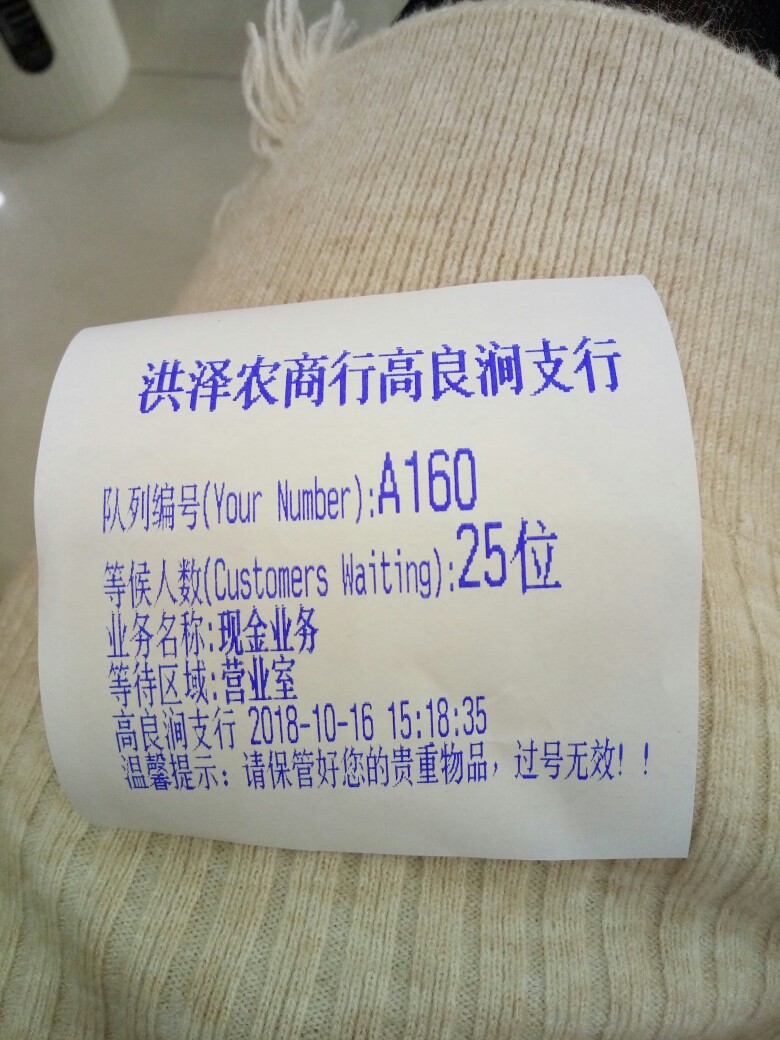 洪泽农商行高良涧支行
队列编号(Your Number):A160
等候人数(Customers Waiting):25位
业务名称:现金业务
等待区域:营业室
高良涧支行 2018-10-16 15:18:35
温馨提示：请保管好您的贵重物品，过号无效！！